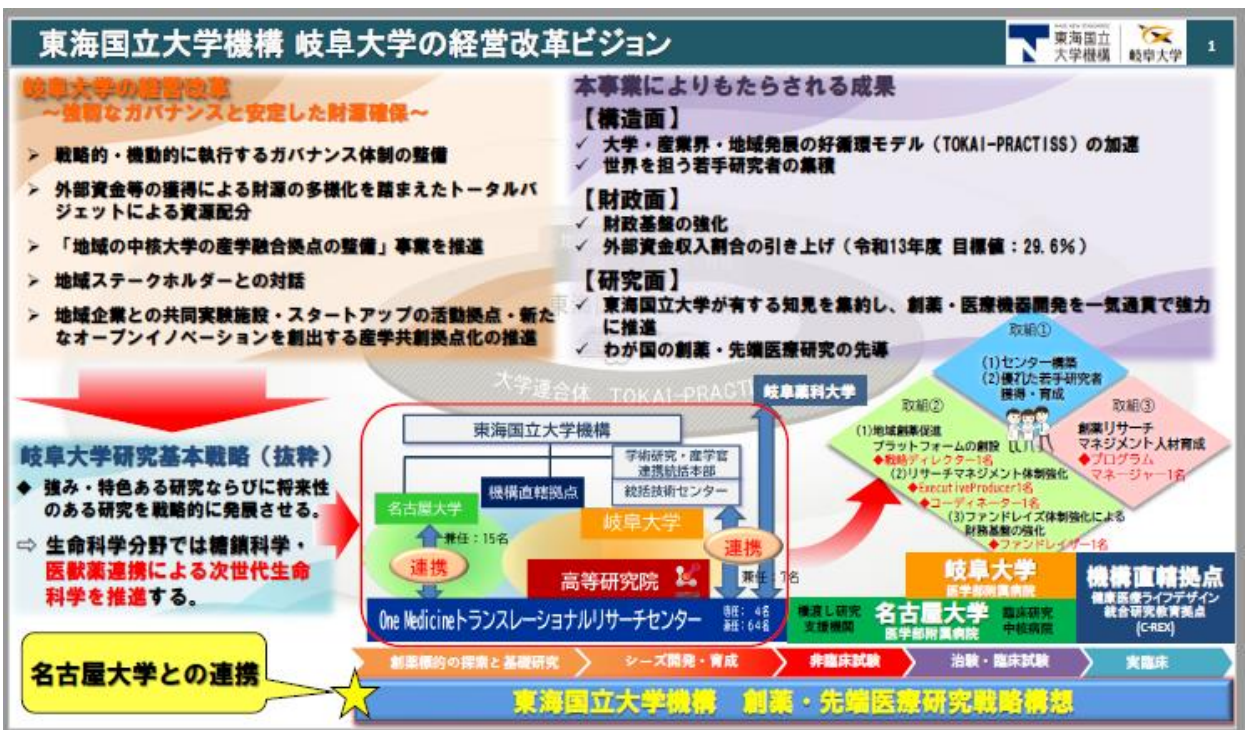 東海国立大学機構 岐阜大学の経営改革ビジョン
東海国立
大学機構
岐阜大学
1
岐阜大学の経営改革
～強靭なガバナンスと安定した財源確保～
➢ 戦略的・機動的に執行するガバナンス体制の整備
➢ 外部資金等の獲得による財源の多様化を踏まえたトータルバ
ジェットによる資源配分
➢ 「地域の中核大学の産学融合拠点の整備」事業を推進
➢ 地域ステークホルダーとの対話
➢ 地域企業との共同実験施設・スタートアップの活動拠点・新た
なオープンイノベーションを創出する産学共創拠点化の推進
本事業によりもたらされる成果
【構造面】
✓ 大学・産業界・地域発展の好循環モデル（TOKAI-PRACTISS）の加速
✓ 世界を担う若手研究者の集積
【財政面】
✓ 財政基盤の強化
✓ 外部資金収入割合の引き上げ（令和13年度 目標値：29.6%）
【研究面】
✓ 東海国立大学が有する知見を集約し、創薬・医療機器開発を一気通貫で強力
に推進
✓ わが国の創薬・先端医療研究の先導
大学連合体 TOKAI-PRACTI
岐阜薬科大学
取組①
(1)センター構築
(2)優れた若手研究者
獲得・育成
取組②
(1)地域創薬促進
プラットフォームの創設
◆戦略ディレクター1名
(2)リサーチマネジメント体制強化
◆ExecutiveProducer1名
◆コーディネーター1名
(3)ファンドレイズ体制強化による
財務基盤の強化
◆ファンドレイザー1名
取組③
創薬リサーチ
マネジメント人材育成
◆プログラム
マネージャー1名
岐阜大学研究基本戦略（抜粋）
◆ 強み・特色ある研究ならびに将来性
のある研究を戦略的に発展させる。
⇨ 生命科学分野では糖鎖科学・
医獣薬連携による次世代生命
科学を推進する。
東海国立大学機構
学術研究・産学官
連携統括本部
統括技術センター
機構直轄拠点
名古屋大学
岐阜大学
兼任：15名
連携
連携
兼任：7名
高等研究院
One Medicineトランスレーショナルリサーチセンター
専任： 4名
兼任：64名
橋渡し研究
支援機関
岐阜大学
医学部附属病院
名古屋大学
医学部附属病院
臨床研究
中核病院
機構直轄拠点
健康医療ライフデザイン
統合研究教育拠点
(C-REX)
創薬標的の探索と基礎研究
シーズ開発・育成
非臨床試験
治験・臨床試験
実臨床
名古屋大学との連携
東海国立大学機構 創薬・先端医療研究戦略構想